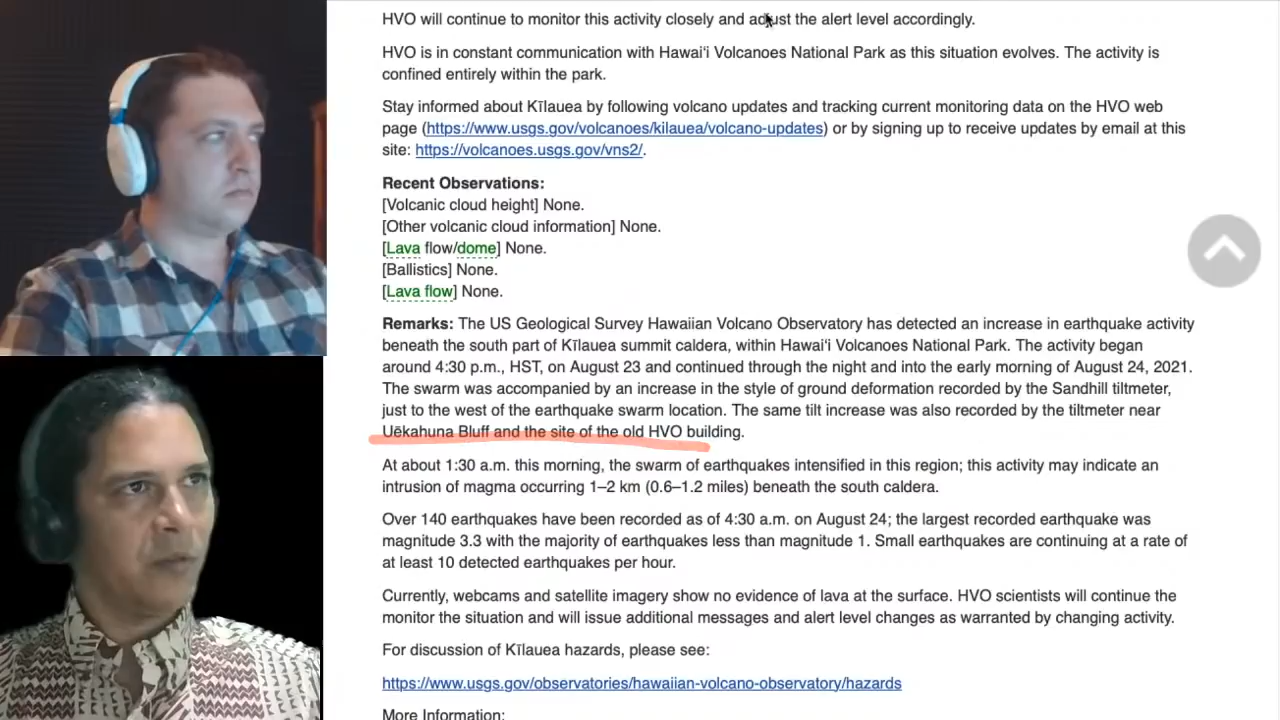 HVO will continue to monitor this activity closely and adjust the alert level accordingly.
HVO is in constant communication with Hawaiʻi Volcanoes National Park as this situation evolves. The activity is
confined entirely within the park.
Stay informed about Kīlauea by following volcano updates and tracking current monitoring data on the HVO web
page (https://www.usgs.gov/volcanoes/kilauea/volcano-updates) or by signing up to receive updates by email at this
site: https://volcanoes.usgs.gov/vns2/.
Recent Observations:
[Volcanic cloud height] None.
[Other volcanic cloud information] None.
[Lava flow/dome] None.
[Ballistics] None.
[Lava flow] None.
Remarks: The US Geological Survey Hawaiian Volcano Observatory has detected an increase in earthquake activity
beneath the south part of Kīlauea summit caldera, within Hawaiʻi Volcanoes National Park. The activity began
around 4:30 p.m., HST, on August 23 and continued through the night and into the early morning of August 24, 2021.
The swarm was accompanied by an increase in the style of ground deformation recorded by the Sandhill tiltmeter,
just to the west of the earthquake swarm location. The same tilt increase was also recorded by the tiltmeter near
Uēkahuna Bluff and the site of the old HVO building.
At about 1:30 a.m. this morning, the swarm of earthquakes intensified in this region; this activity may indicate an
intrusion of magma occurring 1–2 km (0.6–1.2 miles) beneath the south caldera.
Over 140 earthquakes have been recorded as of 4:30 a.m. on August 24; the largest recorded earthquake was
magnitude 3.3 with the majority of earthquakes less than magnitude 1. Small earthquakes are continuing at a rate of
at least 10 detected earthquakes per hour.
Currently, webcams and satellite imagery show no evidence of lava at the surface. HVO scientists will continue the
monitor the situation and will issue additional messages and alert level changes as warranted by changing activity.
For discussion of Kīlauea hazards, please see:
https://www.usgs.gov/observatories/hawaiian-volcano-observatory/hazards
More Information: